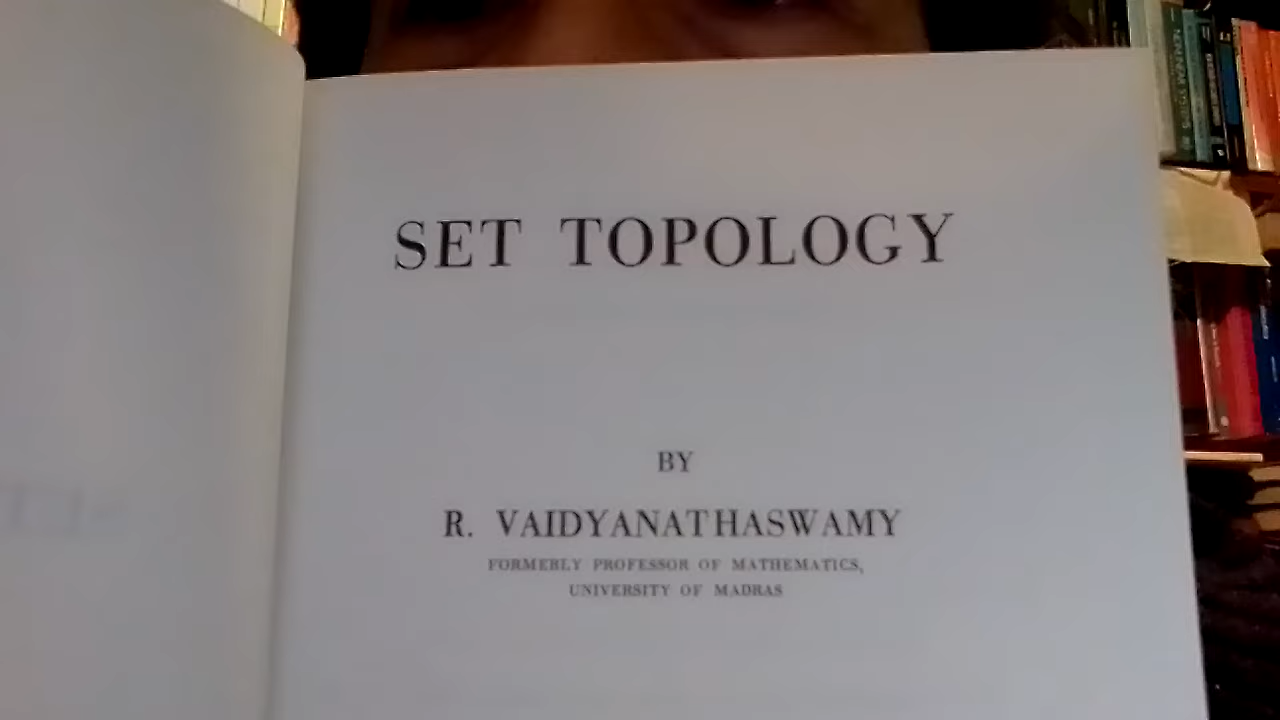 SET TOPOLOGY
BY
R. VAIDYANATHASWAMY
FORMERLY PROFESSOR OF MATHEMATICS,
UNIVERSITY OF MADRAS